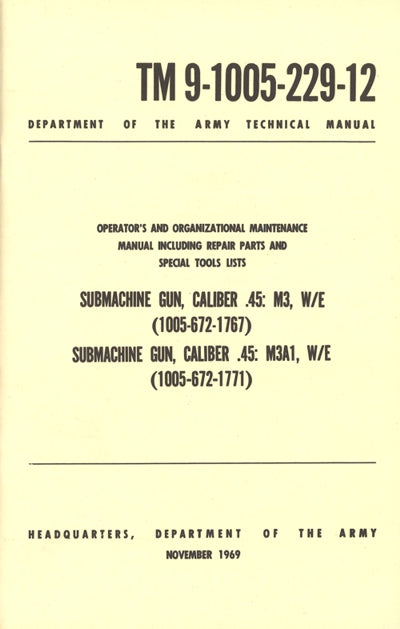 TM 9-1005-229-12
DEPARTMENT OF THE ARMY TECHNICAL MANUAL
OPERATOR'S AND ORGANIZATIONAL MAINTENANCE
MANUAL INCLUDING REPAIR PARTS AND
SPECIAL TOOLS LISTS
SUBMACHINE GUN, CALIBER .45: M3, W/E
(1005-672-1767)
SUBMACHINE GUN, CALIBER .45: M3A1, W/E
(1005-672-1771)
HEADQUARTERS, DEPARTMENT OF THE ARMY
NOVEMBER 1969